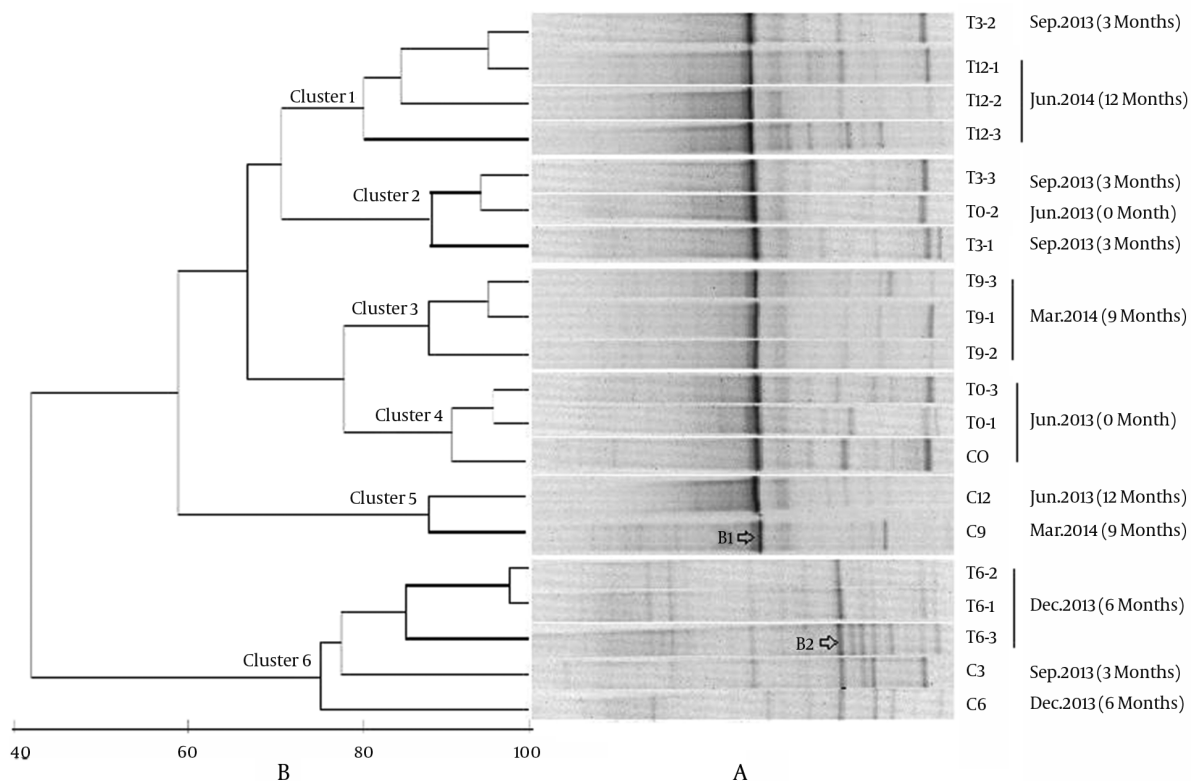 T3-2 Sep.2013 (3 Months)
T12-1
Cluster 1
T12-2 Jun.2014 (12 Months)
T12-3
T3-3 Sep.2013 (3 Months)
Cluster 2
T0-2 Jun.2013 (0 Month)
T3-1 Sep.2013 (3 Months)
T9-3
Cluster 3
T9-1 Mar.2014 (9 Months)
T9-2
T0-3
Cluster 4
T0-1 Jun.2013 (0 Month)
CO
Cluster 5
C12 Jun.2013 (12 Months)
B1
C9 Mar.2014 (9 Months)
T6-2
T6-1 Dec.2013 (6 Months)
B2
T6-3
Cluster 6
C3 Sep.2013 (3 Months)
C6 Dec.2013 (6 Months)
40 60 80 100
B A